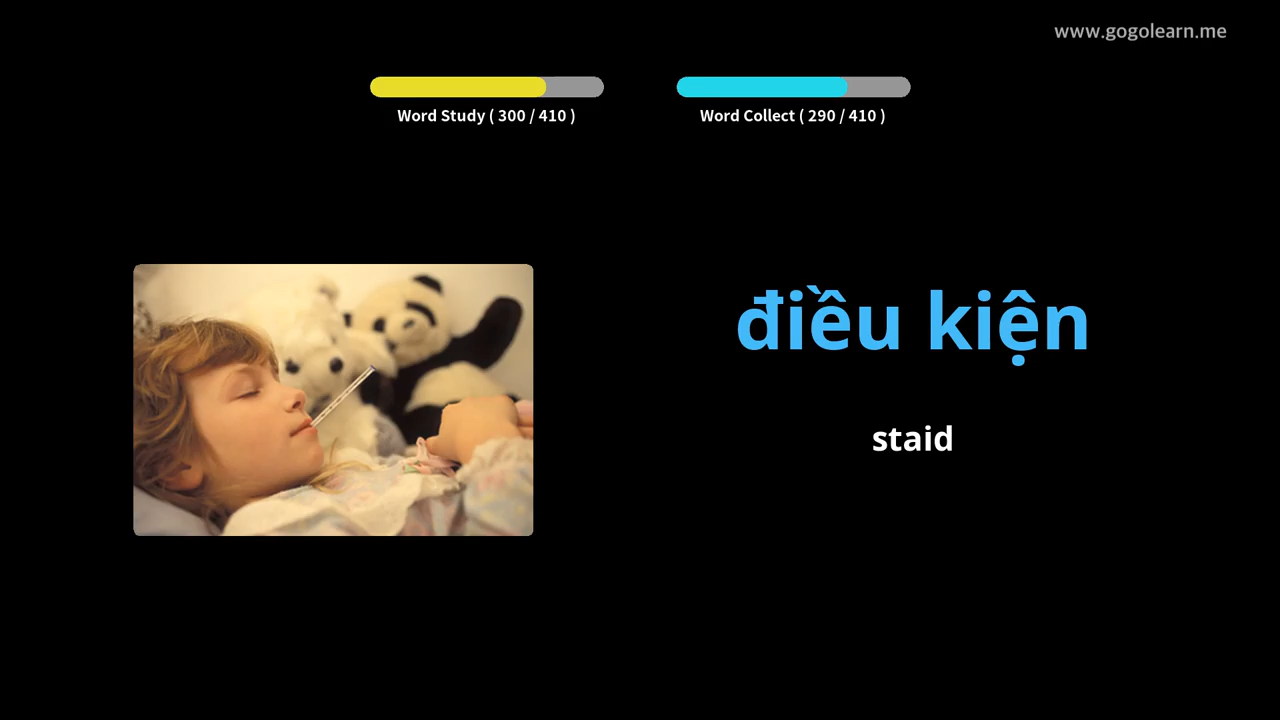 www.gogolearn.me
Word Study ( 300 / 410 )
Word Collect ( 290 / 410 )
điều kiện
staid